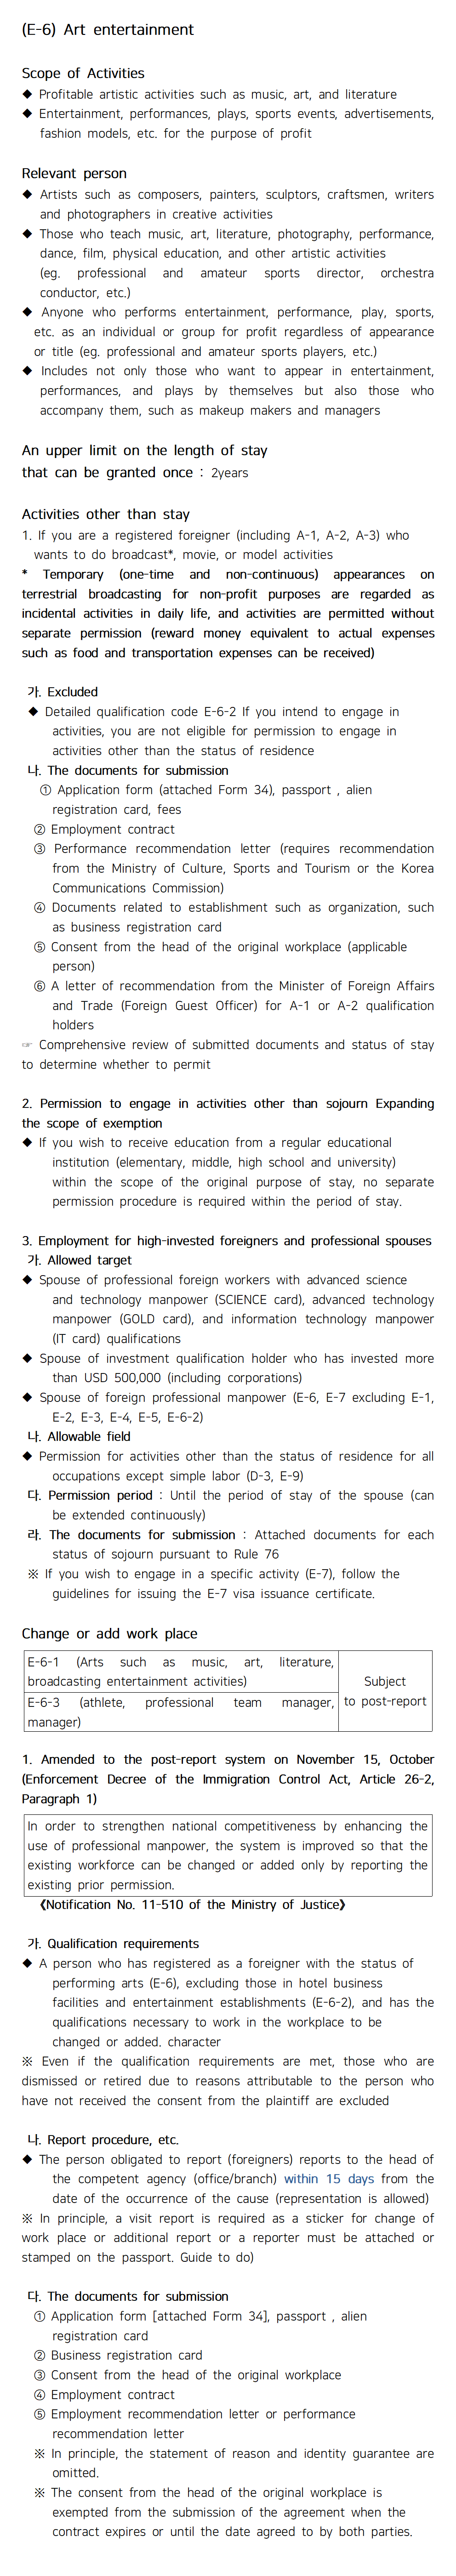 (E-6) Art entertainment
Scope of Activities
◆ Profitable artistic activities such as music, art, and literature
◆ Entertainment, performances, plays, sports events, advertisements,
fashion models, etc. for the purpose of profit
Relevant person
◆ Artists such as composers, painters, sculptors, craftsmen, writers
and photographers in creative activities
◆ Those who teach music, art, literature, photography, performance,
dance, film, physical education, and other artistic activities
(eg. professional and amateur sports director, orchestra
conductor, etc.)
◆ Anyone who performs entertainment, performance, play, sports,
etc. as an individual or group for profit regardless of appearance
or title (eg. professional and amateur sports players, etc.)
◆ Includes not only those who want to appear in entertainment,
performances, and plays by themselves but also those who
accompany them, such as makeup makers and managers
An upper limit on the length of stay
that can be granted once : 2years
Activities other than stay
1. If you are a registered foreigner (including A-1, A-2, A-3) who
wants to do broadcast*, movie, or model activities
* Temporary (one-time and non-continuous) appearances on
terrestrial broadcasting for non-profit purposes are regarded as
incidental activities in daily life, and activities are permitted without
separate permission (reward money equivalent to actual expenses
such as food and transportation expenses can be received)
가. Excluded
◆ Detailed qualification code E-6-2 If you intend to engage in
activities, you are not eligible for permission to engage in
activities other than the status of residence
나. The documents for submission
① Application form (attached Form 34), passport , alien
registration card, fees
② Employment contract
③ Performance recommendation letter (requires recommendation
from the Ministry of Culture, Sports and Tourism or the Korea
Communications Commission)
④ Documents related to establishment such as organization, such
as business registration card
⑤ Consent from the head of the original workplace (applicable
person)
⑥ A letter of recommendation from the Minister of Foreign Affairs
and Trade (Foreign Guest Officer) for A-1 or A-2 qualification
holders
☞ Comprehensive review of submitted documents and status of stay
to determine whether to permit
2. Permission to engage in activities other than sojourn Expanding
the scope of exemption
◆ If you wish to receive education from a regular educational
institution (elementary, middle, high school and university)
within the scope of the original purpose of stay, no separate
permission procedure is required within the period of stay.
3. Employment for high-invested foreigners and professional spouses
가. Allowed target
◆ Spouse of professional foreign workers with advanced science
and technology manpower (SCIENCE card), advanced technology
manpower (GOLD card), and information technology manpower
(IT card) qualifications
◆ Spouse of investment qualification holder who has invested more
than USD 500,000 (including corporations)
◆ Spouse of foreign professional manpower (E-6, E-7 excluding E-1,
E-2, E-3, E-4, E-5, E-6-2)
나. Allowable field
◆ Permission for activities other than the status of residence for all
occupations except simple labor (D-3, E-9)
다. Permission period : Until the period of stay of the spouse (can
be extended continuously)
라. The documents for submission : Attached documents for each
status of sojourn pursuant to Rule 76
※ If you wish to engage in a specific activity (E-7), follow the
guidelines for issuing the E-7 visa issuance certificate.
Change or add work place
E-6-1 (Arts such as music, art, literature,
broadcasting entertainment activities)
E-6-3 (athlete, professional team manager,
manager)
Subject
to post-report
1. Amended to the post-report system on November 15, October
(Enforcement Decree of the Immigration Control Act, Article 26-2,
Paragraph 1)
In order to strengthen national competitiveness by enhancing the
use of professional manpower, the system is improved so that the
existing workforce can be changed or added only by reporting the
existing prior permission.
《Notification No. 11-510 of the Ministry of Justice》
가. Qualification requirements
◆ A person who has registered as a foreigner with the status of
performing arts (E-6), excluding those in hotel business
facilities and entertainment establishments (E-6-2), and has the
qualifications necessary to work in the workplace to be
changed or added. character
※ Even if the qualification requirements are met, those who are
dismissed or retired due to reasons attributable to the person who
have not received the consent from the plaintiff are excluded
나. Report procedure, etc.
◆ The person obligated to report (foreigners) reports to the head of
the competent agency (office/branch) within 15 days from the
date of the occurrence of the cause (representation is allowed)
※ In principle, a visit report is required as a sticker for change of
work place or additional report or a reporter must be attached or
stamped on the passport. Guide to do)
다. The documents for submission
① Application form [attached Form 34], passport , alien
registration card
② Business registration card
③ Consent from the head of the original workplace
④ Employment contract
⑤ Employment recommendation letter or performance
recommendation letter
※ In principle, the statement of reason and identity guarantee are
omitted.
※ The consent from the head of the original workplace is
exempted from the submission of the agreement when the
contract expires or until the date agreed to by both parties.